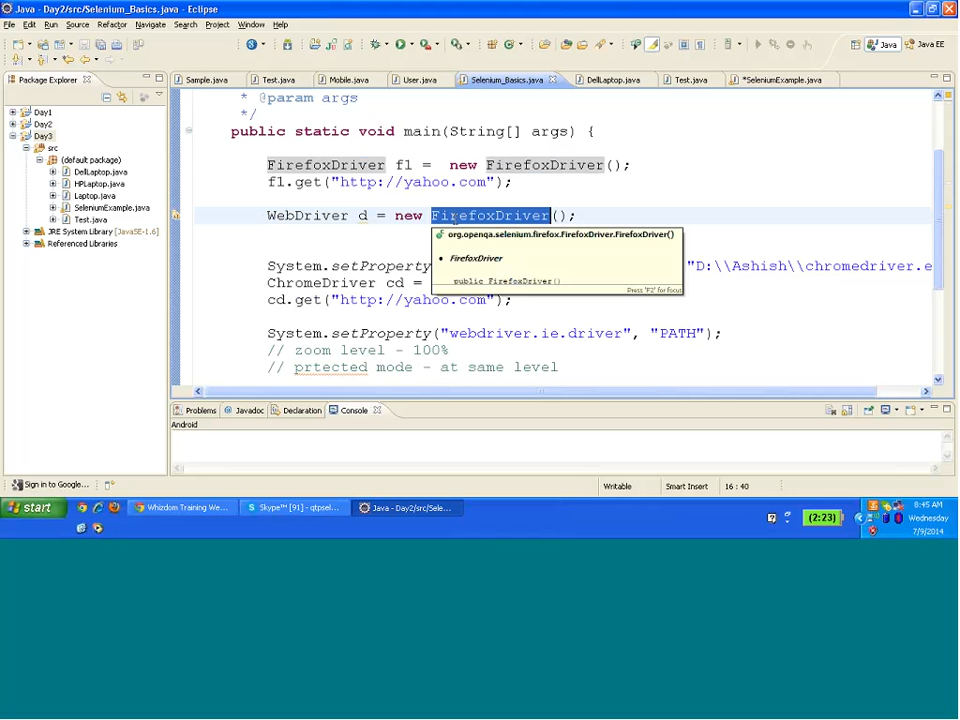 Java - Day2/src/Selenium_Basics.java - Eclipse
File Edit Run Source Refactor Navigate Search Project Window Help
Java Java EE
Package Explorer
Sample.java Test.java Mobile.java User.java Selenium_Basics.java DellLaptop.java Test.java *SeleniumExample.java
Day1
Day2
Day3
src
(default package)
DellLaptop.java
HPLaptop.java
Laptop.java
SeleniumExample.java
Test.java
JRE System Library [JavaSE-1.6]
Referenced Libraries
* @param args
*/
public static void main(String[] args) {
FirefoxDriver f1 = new FirefoxDriver();
f1.get("http://yahoo.com");
WebDriver d = new FirefoxDriver();
org.openqa.selenium.firefox.FirefoxDriver.FirefoxDriver()
FirefoxDriver
public FirefoxDriver()
Press 'F2' for focus
System.setProperty "D:\\Ashish\\chromedriver.e
ChromeDriver cd =
cd.get("http://yahoo.com");
System.setProperty("webdriver.ie.driver", "PATH");
// zoom level - 100%
// prtected mode - at same level
Problems Javadoc Declaration Console
Android
Sign in to Google...
Writable Smart Insert 16 : 40
start
Whizdom Training We...
Skype™ [91] - qtpsel...
Java - Day2/src/Sele...
(2:23)
8:45 AM
Wednesday
7/9/2014